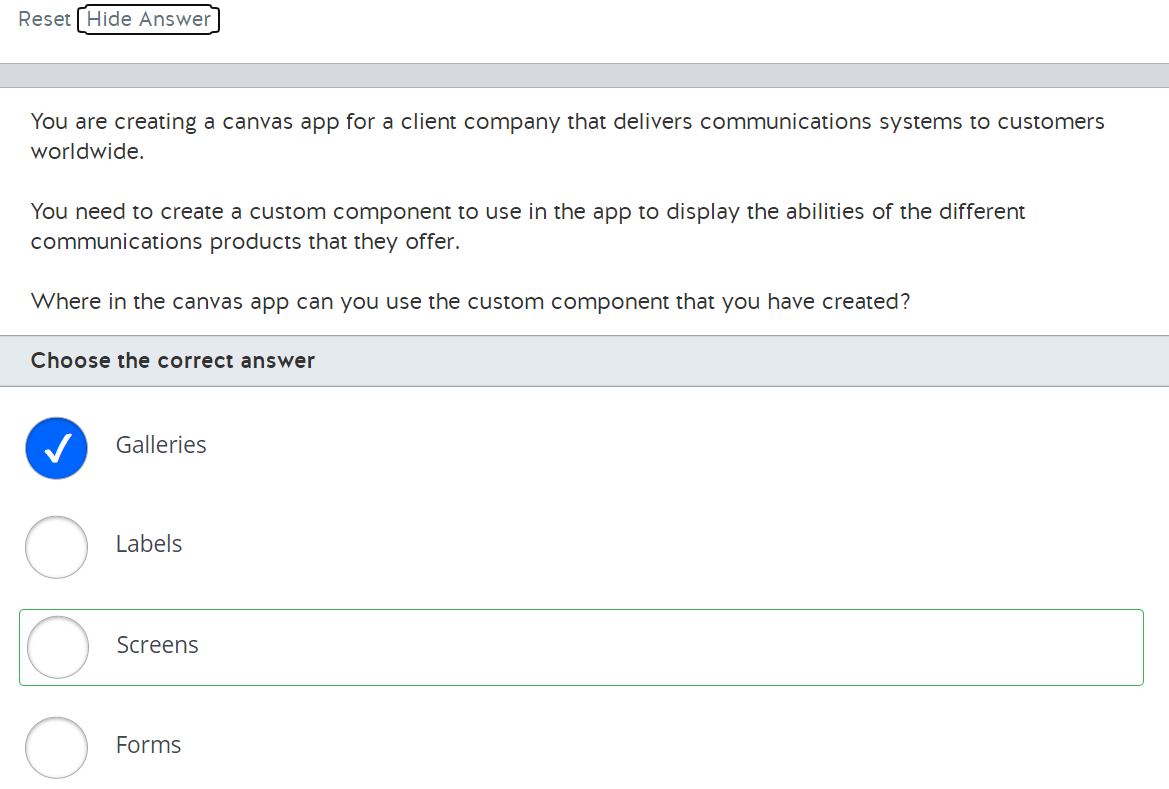 Reset Hide Answer
You are creating a canvas app for a client company that delivers communications systems to customers
worldwide.
You need to create a custom component to use in the app to display the abilities of the different
communications products that they offer.
Where in the canvas app can you use the custom component that you have created?
Choose the correct answer
Galleries
Labels
Screens
Forms